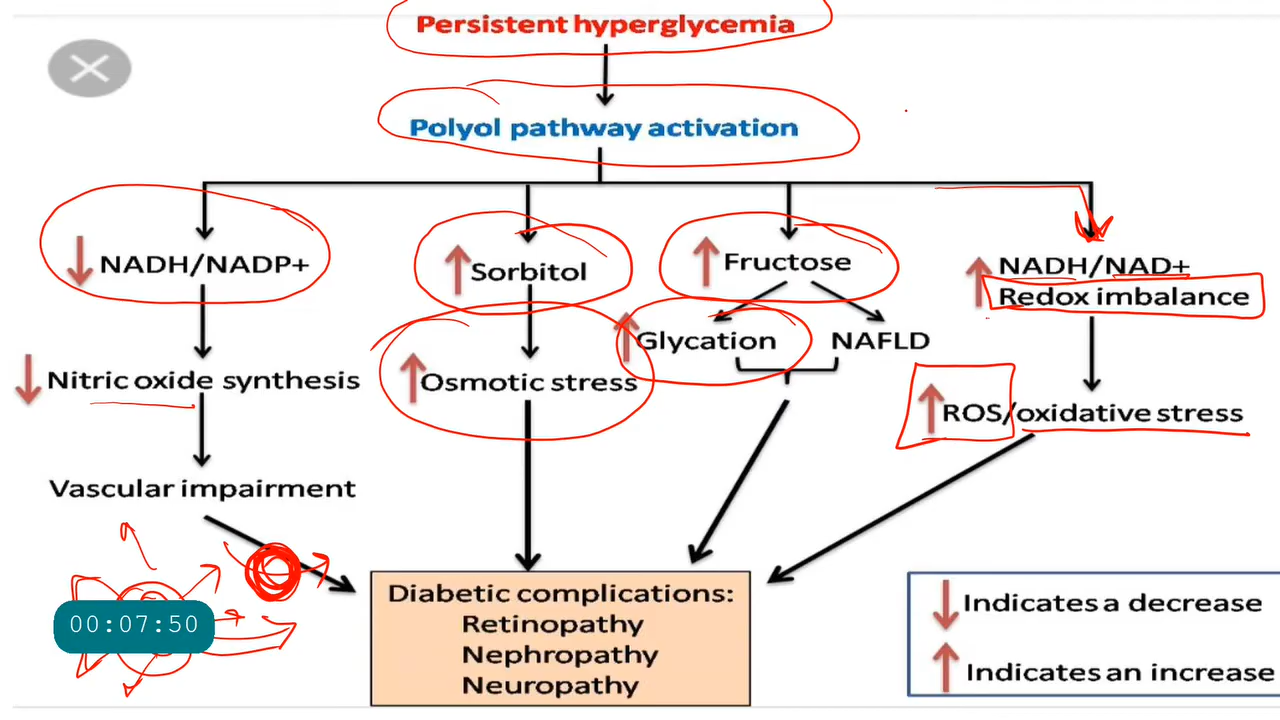 Persistent hyperglycemia
Polyol pathway activation
NADH/NADP+
Sorbitol
Fructose
NADH/NAD+
Redox imbalance
Glycation
NAFLD
Nitric oxide synthesis
Osmotic stress
ROS/oxidative stress
Vascular impairment
00:07:50
Diabetic complications:
Retinopathy
Nephropathy
Neuropathy
Indicates a decrease
Indicates an increase